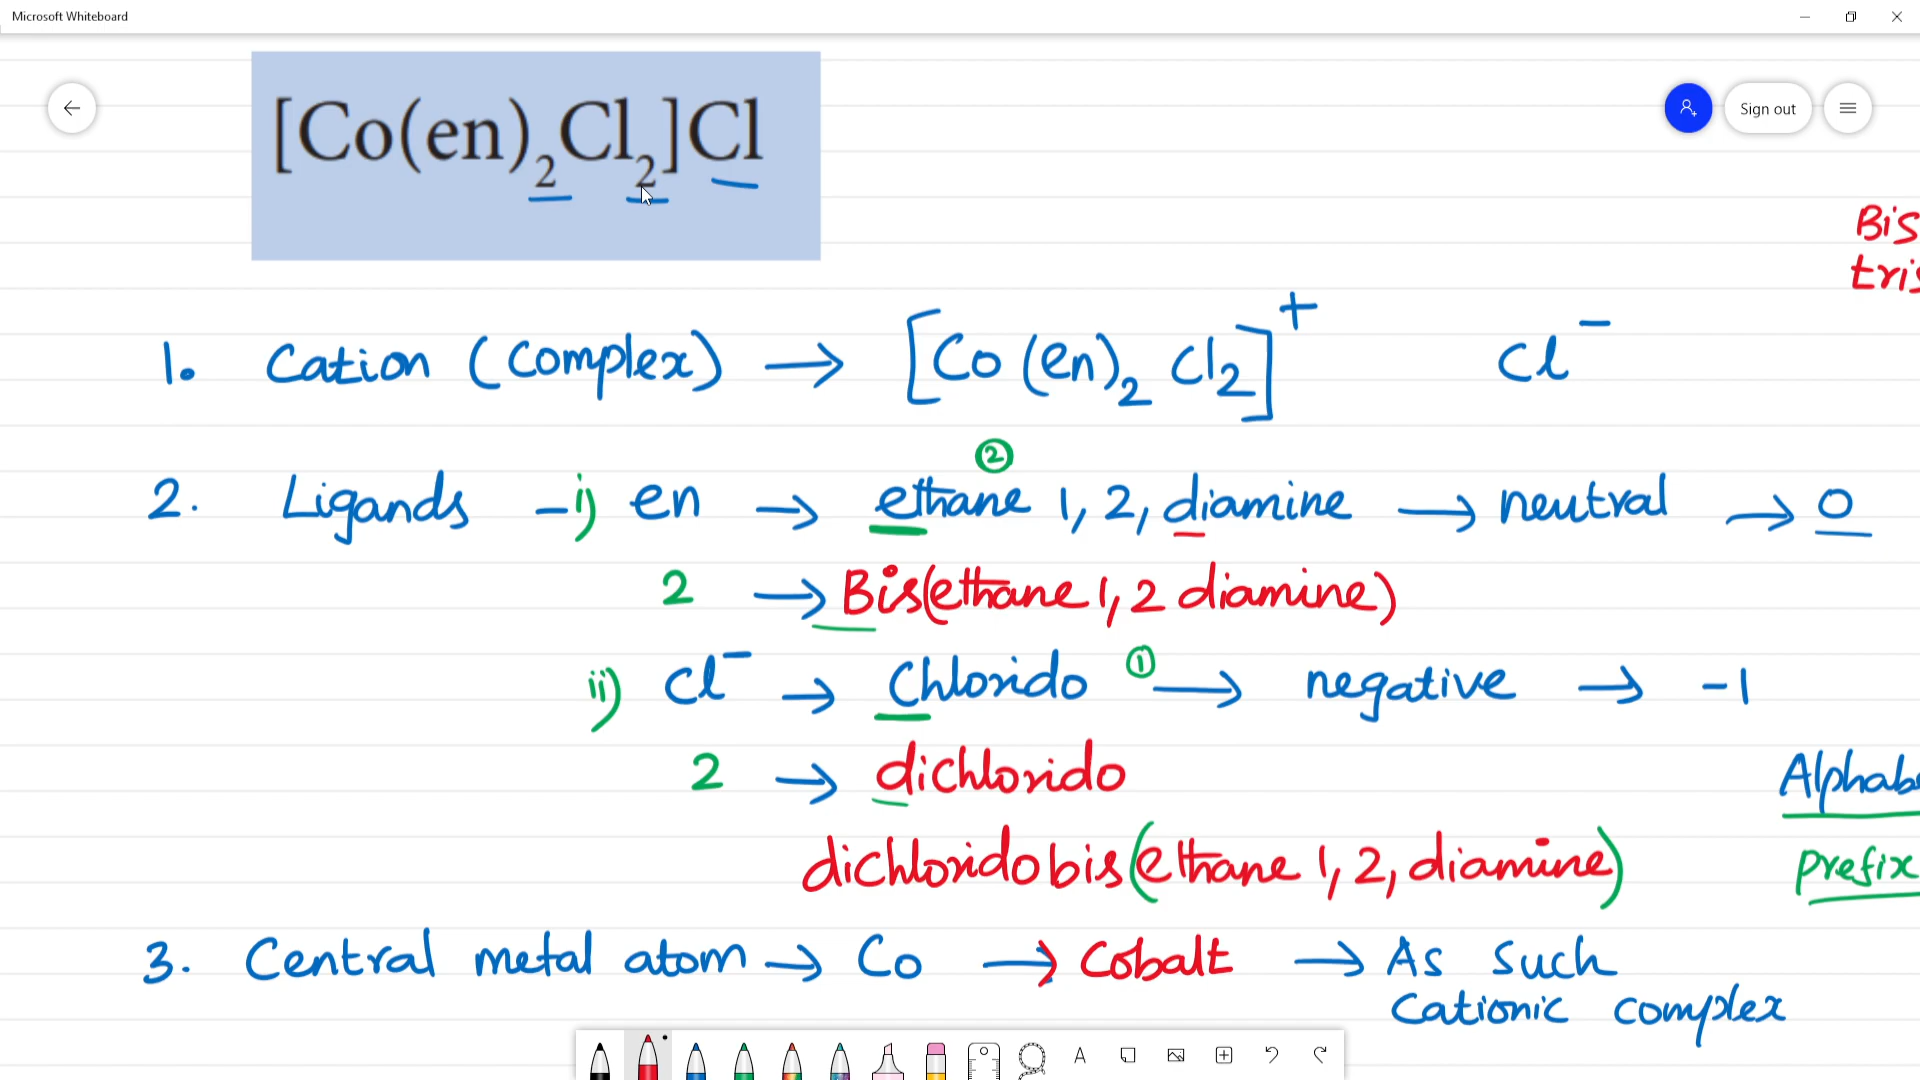 Microsoft Whiteboard
[Co(en)₂Cl₂]Cl
Sign out
Bis
tris
1. Cation (complex) → [Co(en)₂ Cl₂]⁺ Cl⁻
②
2. Ligands - i) en → ethane 1, 2, diamine → neutral → 0
2 → Bis(ethane 1, 2 diamine)
ii) Cl⁻ → Chlorido ① → negative → -1
2 → dichlorido
Alphab
dichlorido bis(ethane 1, 2, diamine)
prefix
3. Central metal atom → Co → Cobalt → As such
Cationic complex